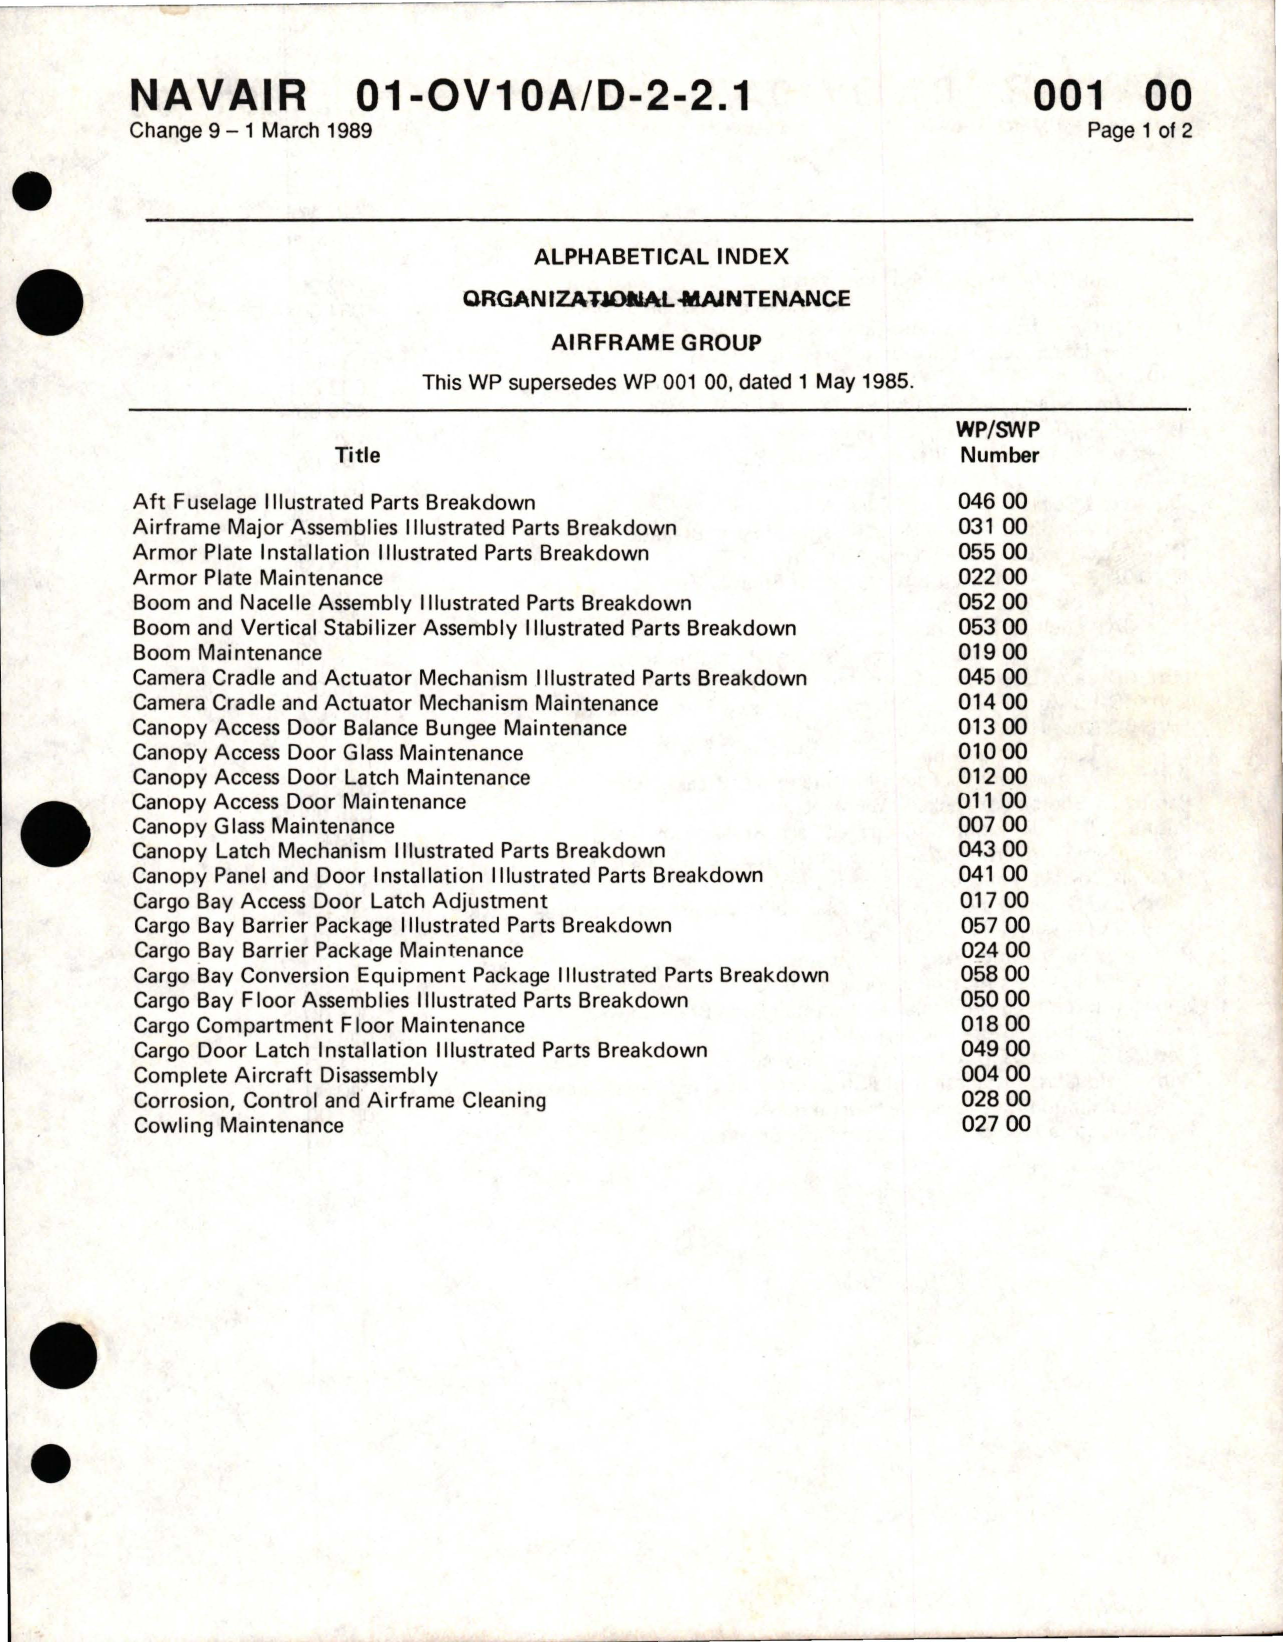 NAVAIR 01-OV10A/D-2-2.1 001 00
Change 9 – 1 March 1989 Page 1 of 2
ALPHABETICAL INDEX
ORGANIZATIONAL MAINTENANCE
AIRFRAME GROUP
This WP supersedes WP 001 00, dated 1 May 1985.
WP/SWP
Title Number
Aft Fuselage Illustrated Parts Breakdown 046 00
Airframe Major Assemblies Illustrated Parts Breakdown 031 00
Armor Plate Installation Illustrated Parts Breakdown 055 00
Armor Plate Maintenance 022 00
Boom and Nacelle Assembly Illustrated Parts Breakdown 052 00
Boom and Vertical Stabilizer Assembly Illustrated Parts Breakdown 053 00
Boom Maintenance 019 00
Camera Cradle and Actuator Mechanism Illustrated Parts Breakdown 045 00
Camera Cradle and Actuator Mechanism Maintenance 014 00
Canopy Access Door Balance Bungee Maintenance 013 00
Canopy Access Door Glass Maintenance 010 00
Canopy Access Door Latch Maintenance 012 00
Canopy Access Door Maintenance 011 00
Canopy Glass Maintenance 007 00
Canopy Latch Mechanism Illustrated Parts Breakdown 043 00
Canopy Panel and Door Installation Illustrated Parts Breakdown 041 00
Cargo Bay Access Door Latch Adjustment 017 00
Cargo Bay Barrier Package Illustrated Parts Breakdown 057 00
Cargo Bay Barrier Package Maintenance 024 00
Cargo Bay Conversion Equipment Package Illustrated Parts Breakdown 058 00
Cargo Bay Floor Assemblies Illustrated Parts Breakdown 050 00
Cargo Compartment Floor Maintenance 018 00
Cargo Door Latch Installation Illustrated Parts Breakdown 049 00
Complete Aircraft Disassembly 004 00
Corrosion, Control and Airframe Cleaning 028 00
Cowling Maintenance 027 00